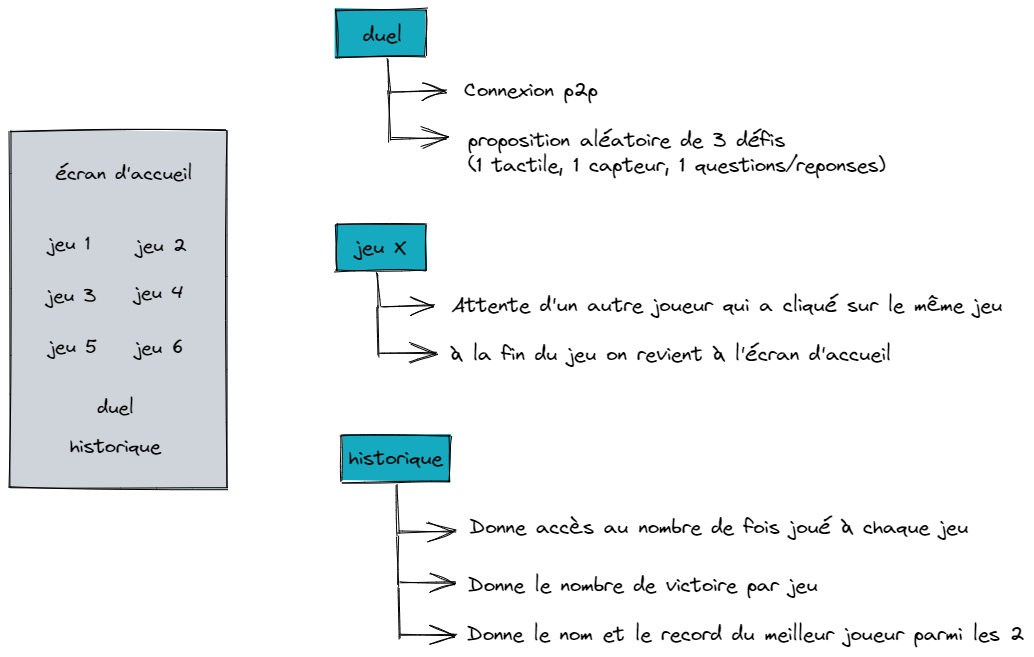 écran d'accueil
jeu 1 jeu 2
jeu 3 jeu 4
jeu 5 jeu 6
duel
historique
duel
Connexion p2p
proposition aléatoire de 3 défis
(1 tactile, 1 capteur, 1 questions/reponses)
jeu X
Attente d'un autre joueur qui a cliqué sur le même jeu
à la fin du jeu on revient à l'écran d'accueil
historique
Donne accès au nombre de fois joué à chaque jeu
Donne le nombre de victoire par jeu
Donne le nom et le record du meilleur joueur parmi les 2